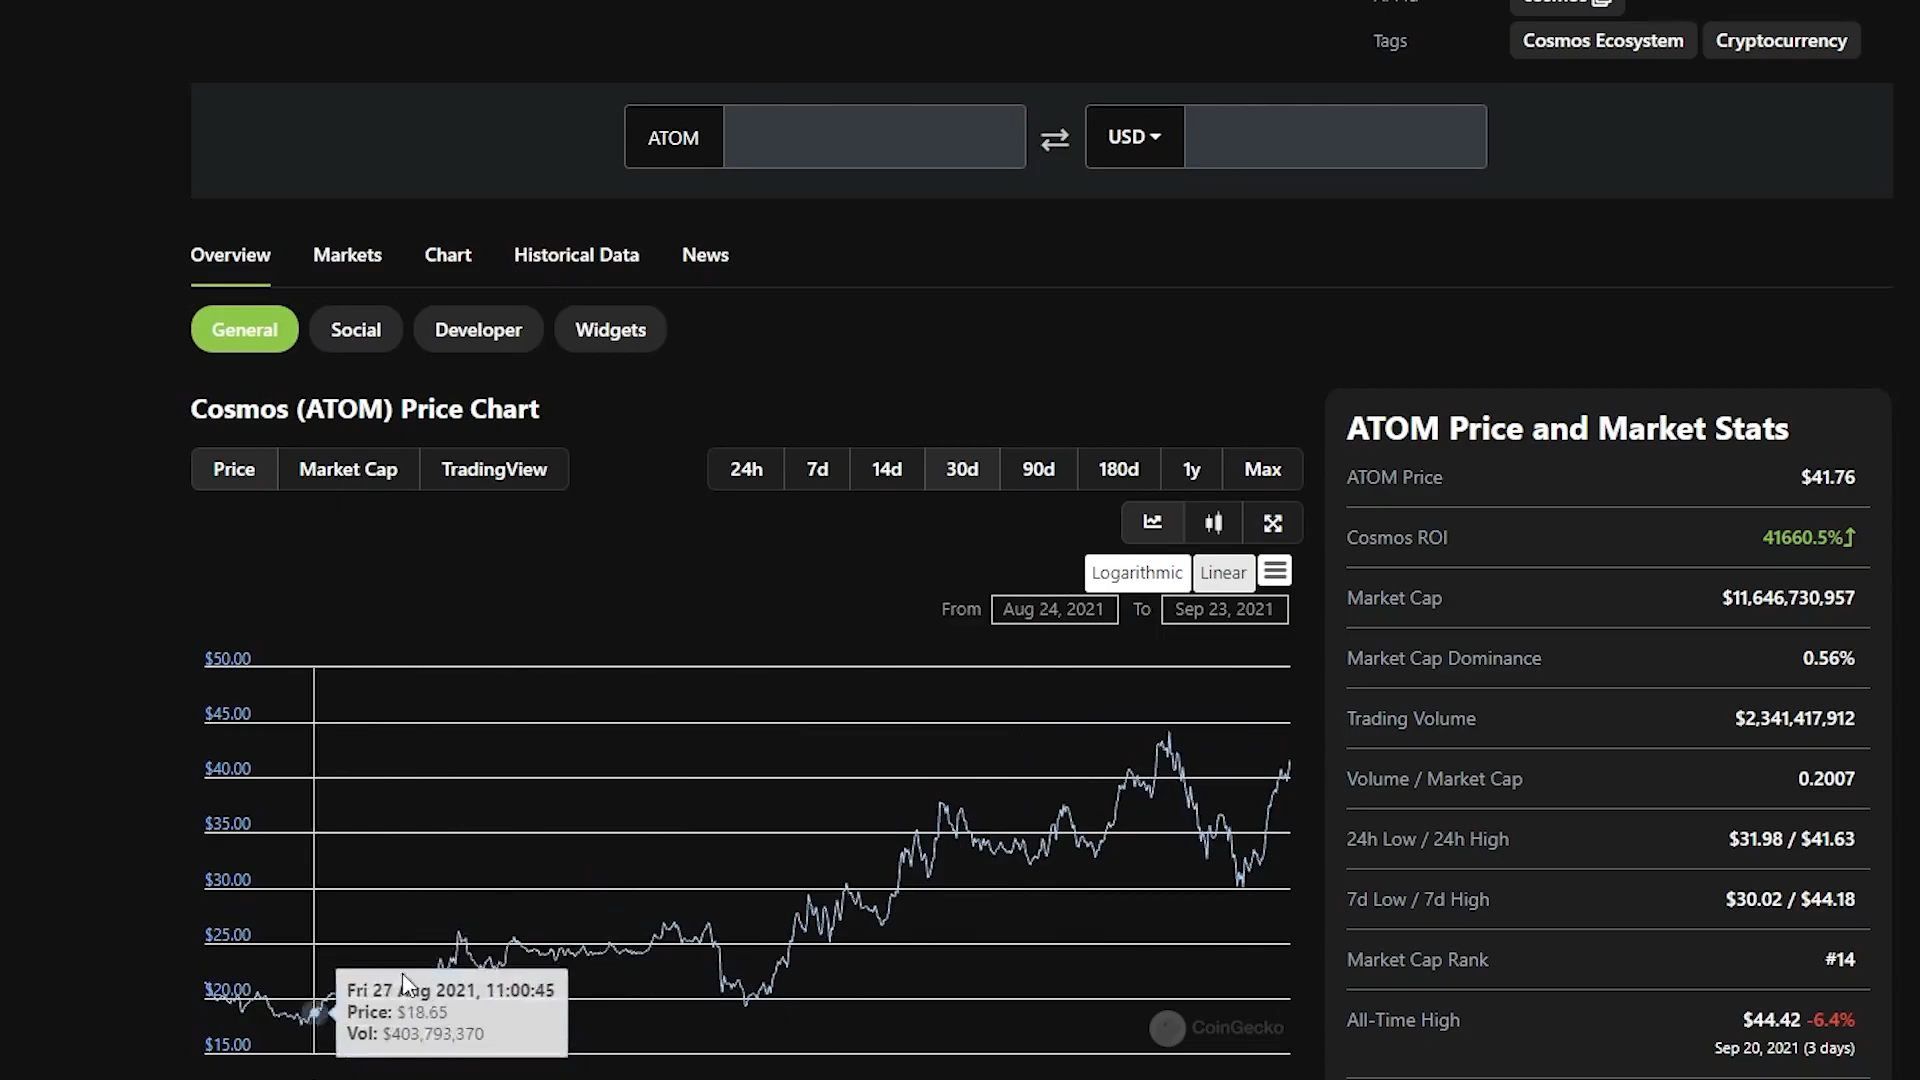 Cosmos
Tags Cosmos Ecosystem Cryptocurrency
ATOM USD
Overview Markets Chart Historical Data News
General Social Developer Widgets
Cosmos (ATOM) Price Chart
Price Market Cap TradingView 24h 7d 14d 30d 90d 180d 1y Max
Logarithmic Linear
From Aug 24, 2021 To Sep 23, 2021
$50.00
$45.00
$40.00
$35.00
$30.00
$25.00
$20.00
$15.00
Fri 27 Aug 2021, 11:00:45
Price: $18.65
Vol: $403,793,370
CoinGecko
ATOM Price and Market Stats
ATOM Price $41.76
Cosmos ROI 41660.5%
Market Cap $11,646,730,957
Market Cap Dominance 0.56%
Trading Volume $2,341,417,912
Volume / Market Cap 0.2007
24h Low / 24h High $31.98 / $41.63
7d Low / 7d High $30.02 / $44.18
Market Cap Rank #14
All-Time High $44.42 -6.4%
Sep 20, 2021 (3 days)